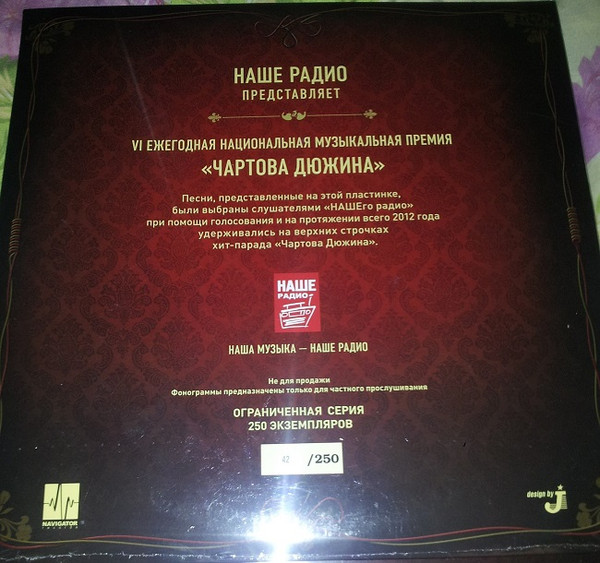 НАШЕ РАДИО
ПРЕДСТАВЛЯЕТ
VI ЕЖЕГОДНАЯ НАЦИОНАЛЬНАЯ МУЗЫКАЛЬНАЯ ПРЕМИЯ
«ЧАРТОВА ДЮЖИНА»
Песни, представленные на этой пластинке,
были выбраны слушателями «НАШЕго радио»
при помощи голосования и на протяжении всего 2012 года
удерживались на верхних строчках
хит-парада «Чартова Дюжина».
НАШЕ
РАДИО
НАША МУЗЫКА — НАШЕ РАДИО
Не для продажи
Фонограммы предназначены только для частного прослушивания
ОГРАНИЧЕННАЯ СЕРИЯ
250 ЭКЗЕМПЛЯРОВ
42 /250
NAVIGATOR ®
design by J